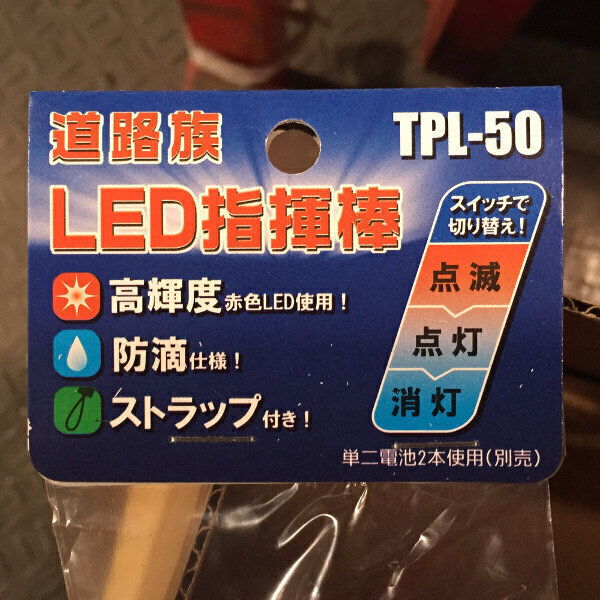 道路族
TPL-50
LED指揮棒
スイッチで
切り替え!
点滅
点灯
消灯
高輝度赤色LED使用!
防滴仕様!
ストラップ付き!
単二電池2本使用(別売)